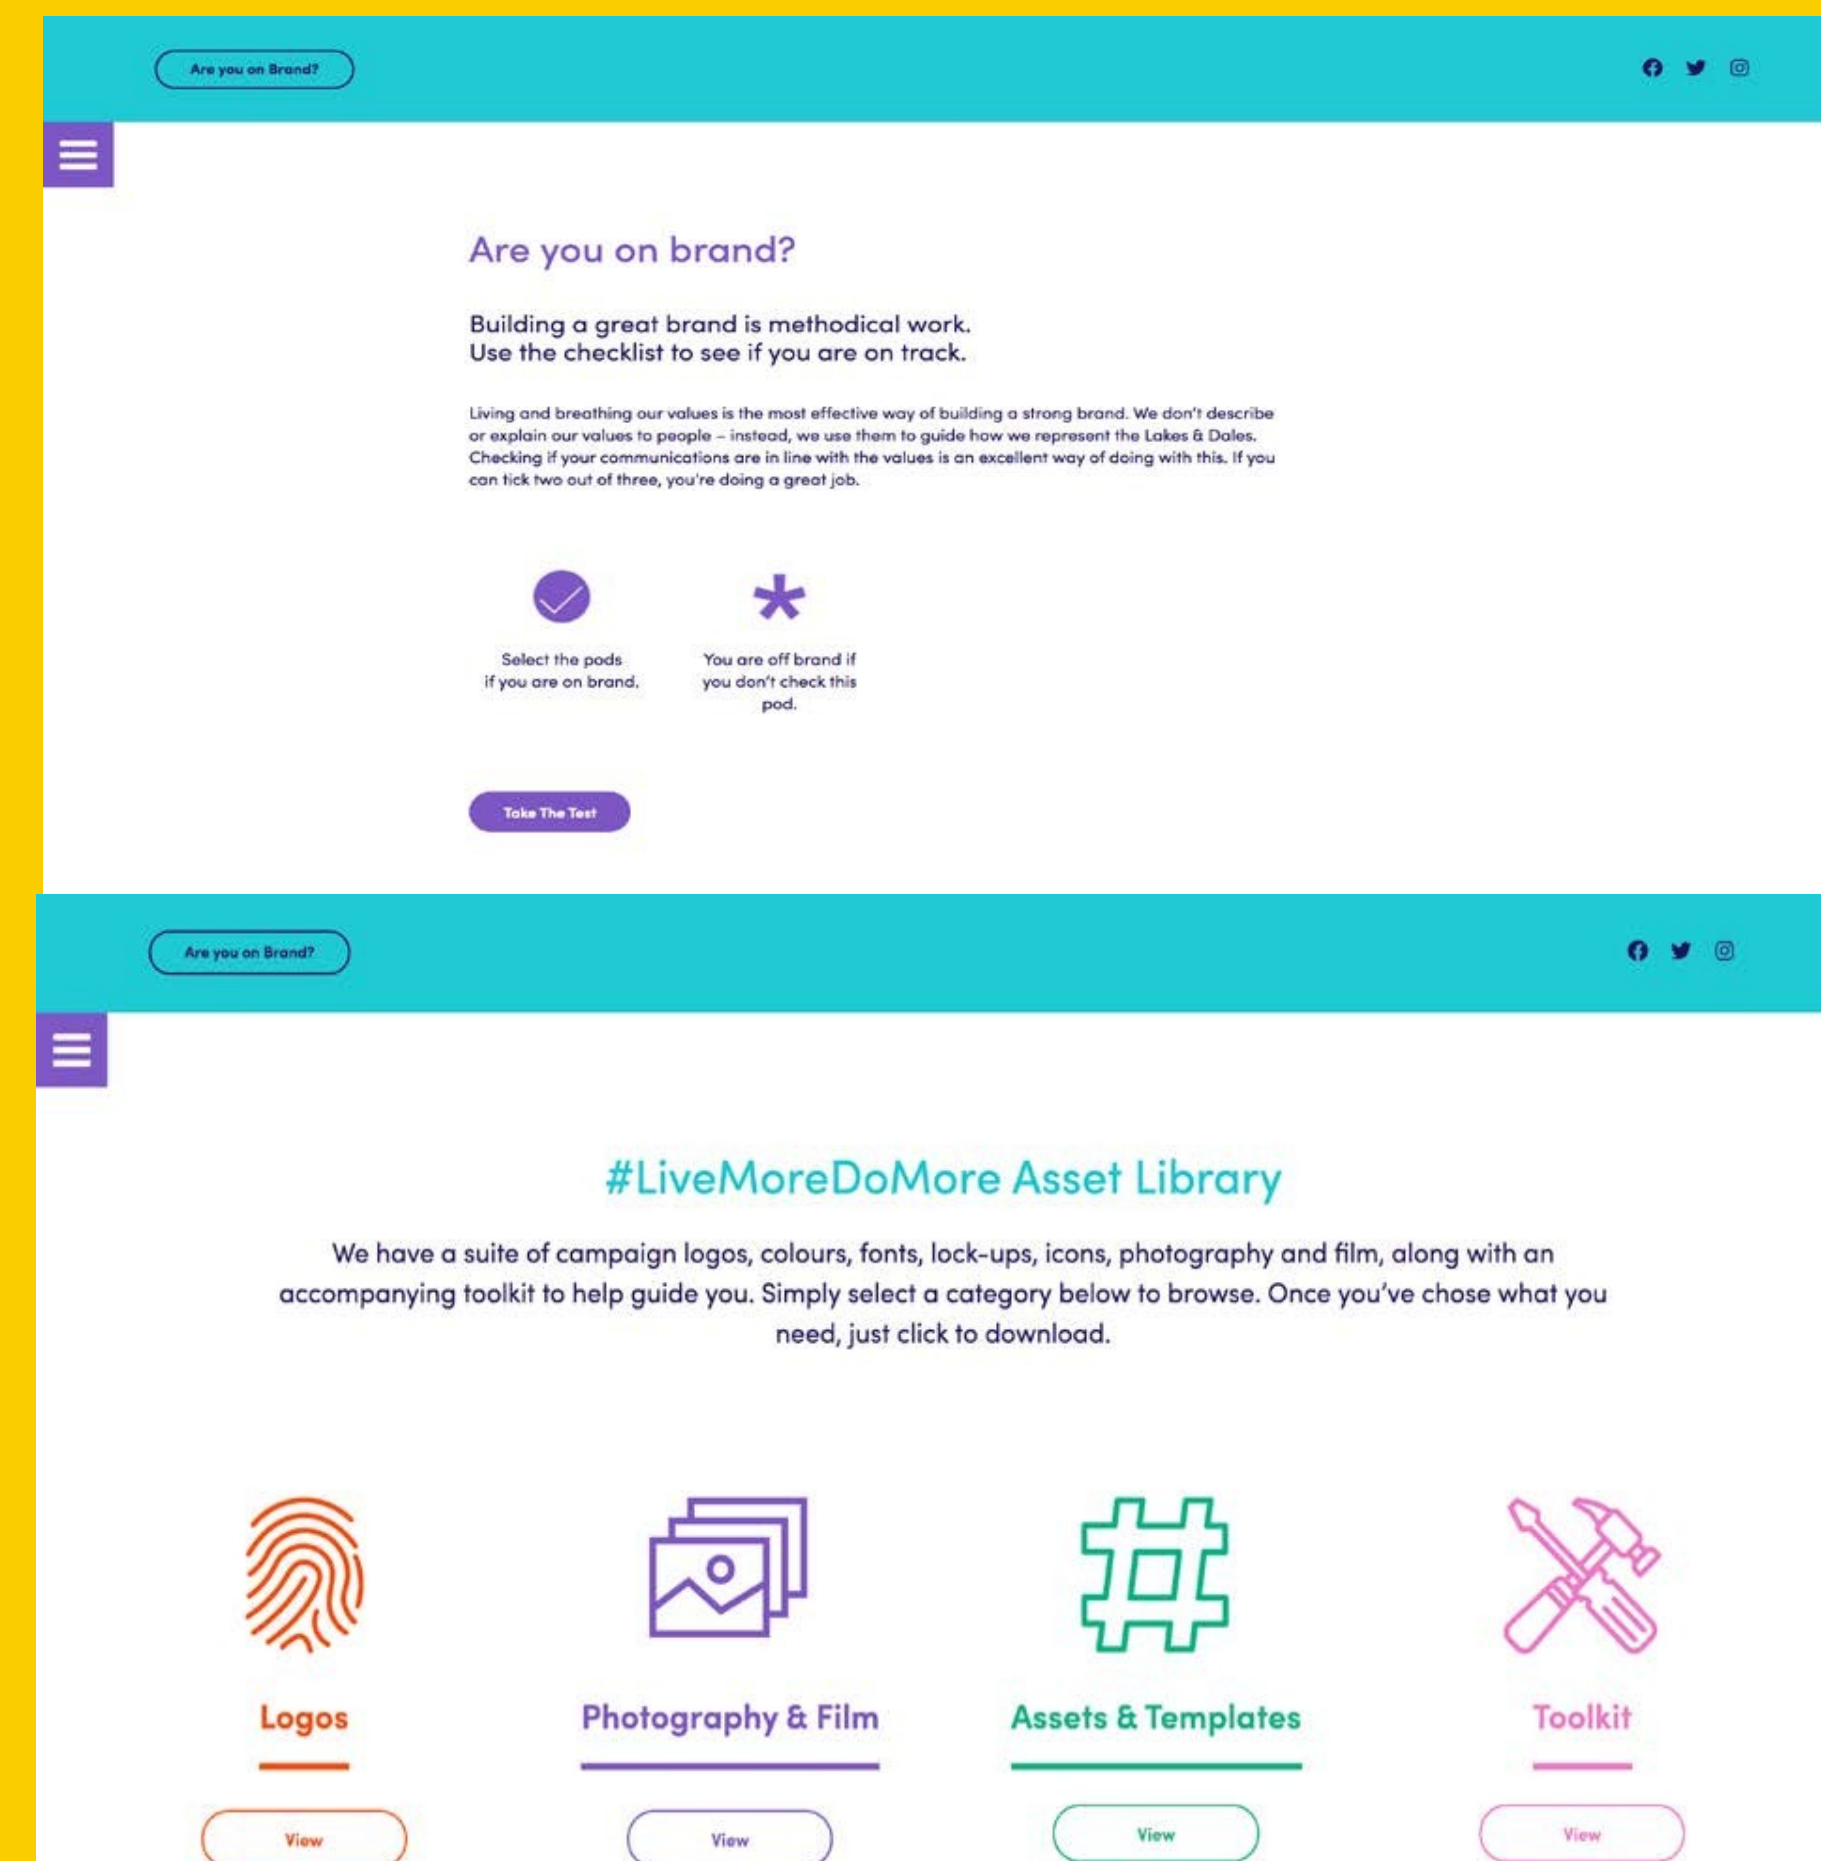 Are you on Brand?
Are you on brand?
Building a great brand is methodical work.
Use the checklist to see if you are on track.
Living and breathing our values is the most effective way of building a strong brand. We don't describe
or explain our values to people – instead, we use them to guide how we represent the Lakes & Dales.
Checking if your communications are in line with the values is an excellent way of doing with this. If you
can tick two out of three, you're doing a great job.
Select the pods
if you are on brand.
You are off brand if
you don't check this
pod.
Take The Test
Are you on Brand?
#LiveMoreDoMore Asset Library
We have a suite of campaign logos, colours, fonts, lock-ups, icons, photography and film, along with an
accompanying toolkit to help guide you. Simply select a category below to browse. Once you've chose what you
need, just click to download.
Logos
View
Photography & Film
View
Assets & Templates
View
Toolkit
View